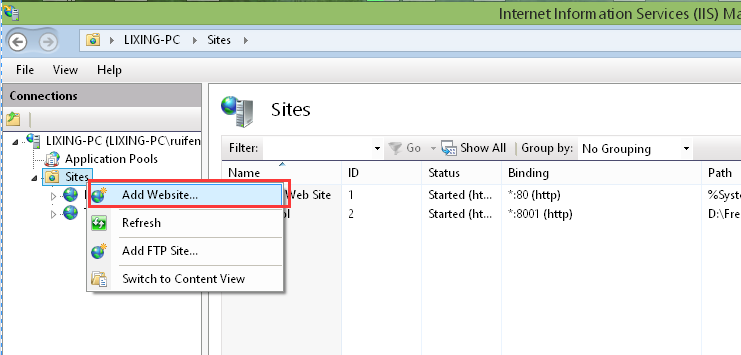 Internet Information Services (IIS) Ma
LIXING-PC Sites
File View Help
Connections
LIXING-PC (LIXING-PC\ruifen
Application Pools
Sites
Add Website...
Refresh
Add FTP Site...
Switch to Content View
Sites
Filter: Go Show All Group by: No Grouping
Name ID Status Binding Path
Web Site 1 Started (ht... *:80 (http) %Syste
2 Started (ht... *:8001 (http) D:\Fre